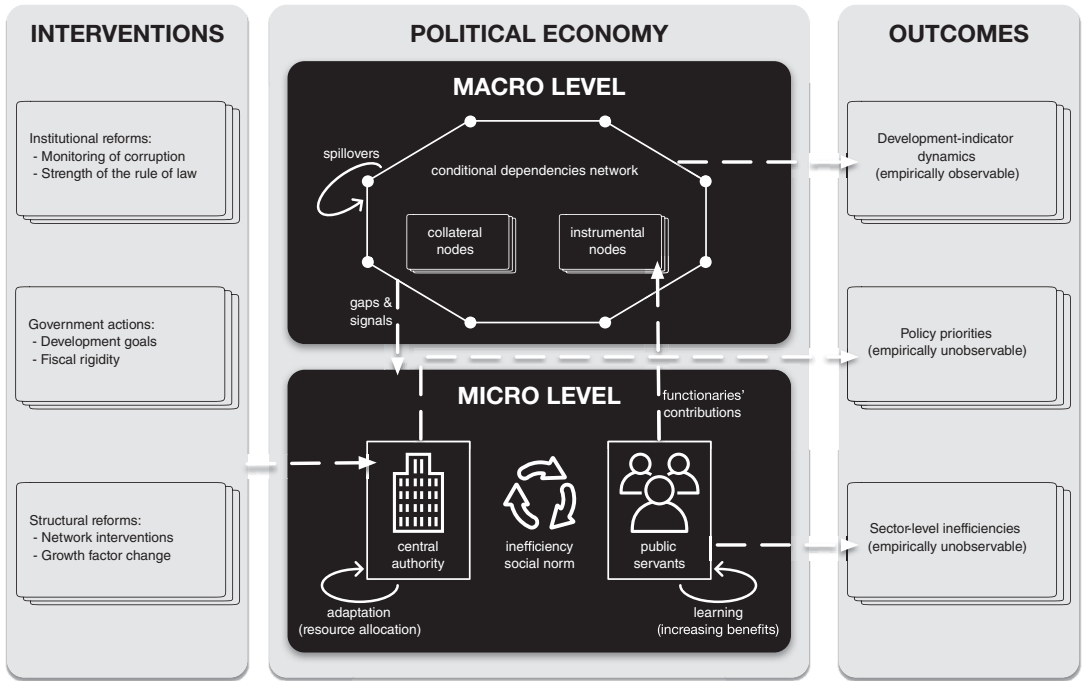 INTERVENTIONS
Institutional reforms:
- Monitoring of corruption
- Strength of the rule of law
Government actions:
- Development goals
- Fiscal rigidity
Structural reforms:
- Network interventions
- Growth factor change
POLITICAL ECONOMY
MACRO LEVEL
spillovers
conditional dependencies network
collateral
nodes
instrumental
nodes
gaps &
signals
MICRO LEVEL
functionaries'
contributions
central
authority
inefficiency
social norm
public
servants
adaptation
(resource allocation)
learning
(increasing benefits)
OUTCOMES
Development-indicator
dynamics
(empirically observable)
Policy priorities
(empirically unobservable)
Sector-level inefficiencies
(empirically unobservable)